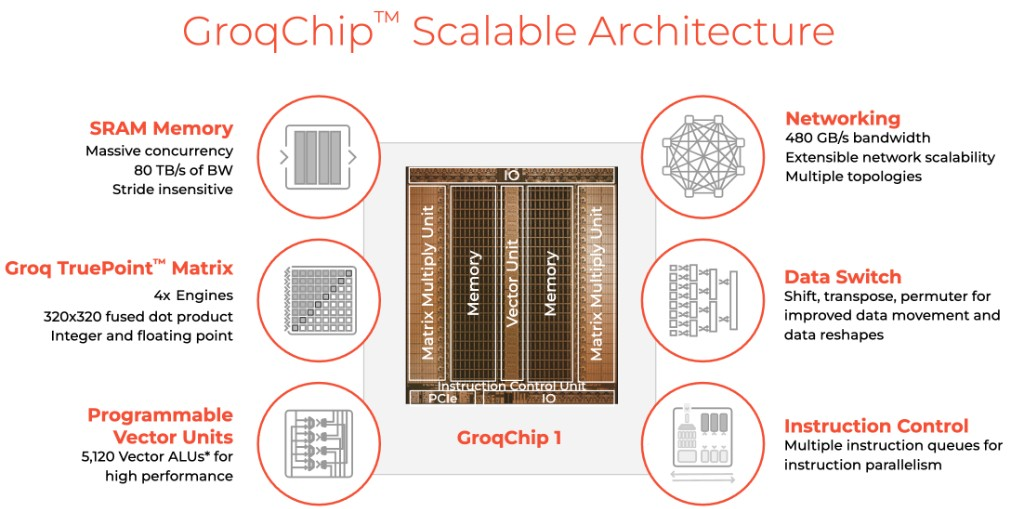 GroqChip™ Scalable Architecture
SRAM Memory
Massive concurrency
80 TB/s of BW
Stride insensitive
Groq TruePoint™ Matrix
4x Engines
320x320 fused dot product
Integer and floating point
Programmable
Vector Units
5,120 Vector ALUs* for
high performance
IO
Matrix Multiply Unit
Memory
Vector Unit
Memory
Matrix Multiply Unit
Instruction Control Unit
PCIe
IO
GroqChip 1
Networking
480 GB/s bandwidth
Extensible network scalability
Multiple topologies
Data Switch
Shift, transpose, permuter for
improved data movement and
data reshapes
Instruction Control
Multiple instruction queues for
instruction parallelism